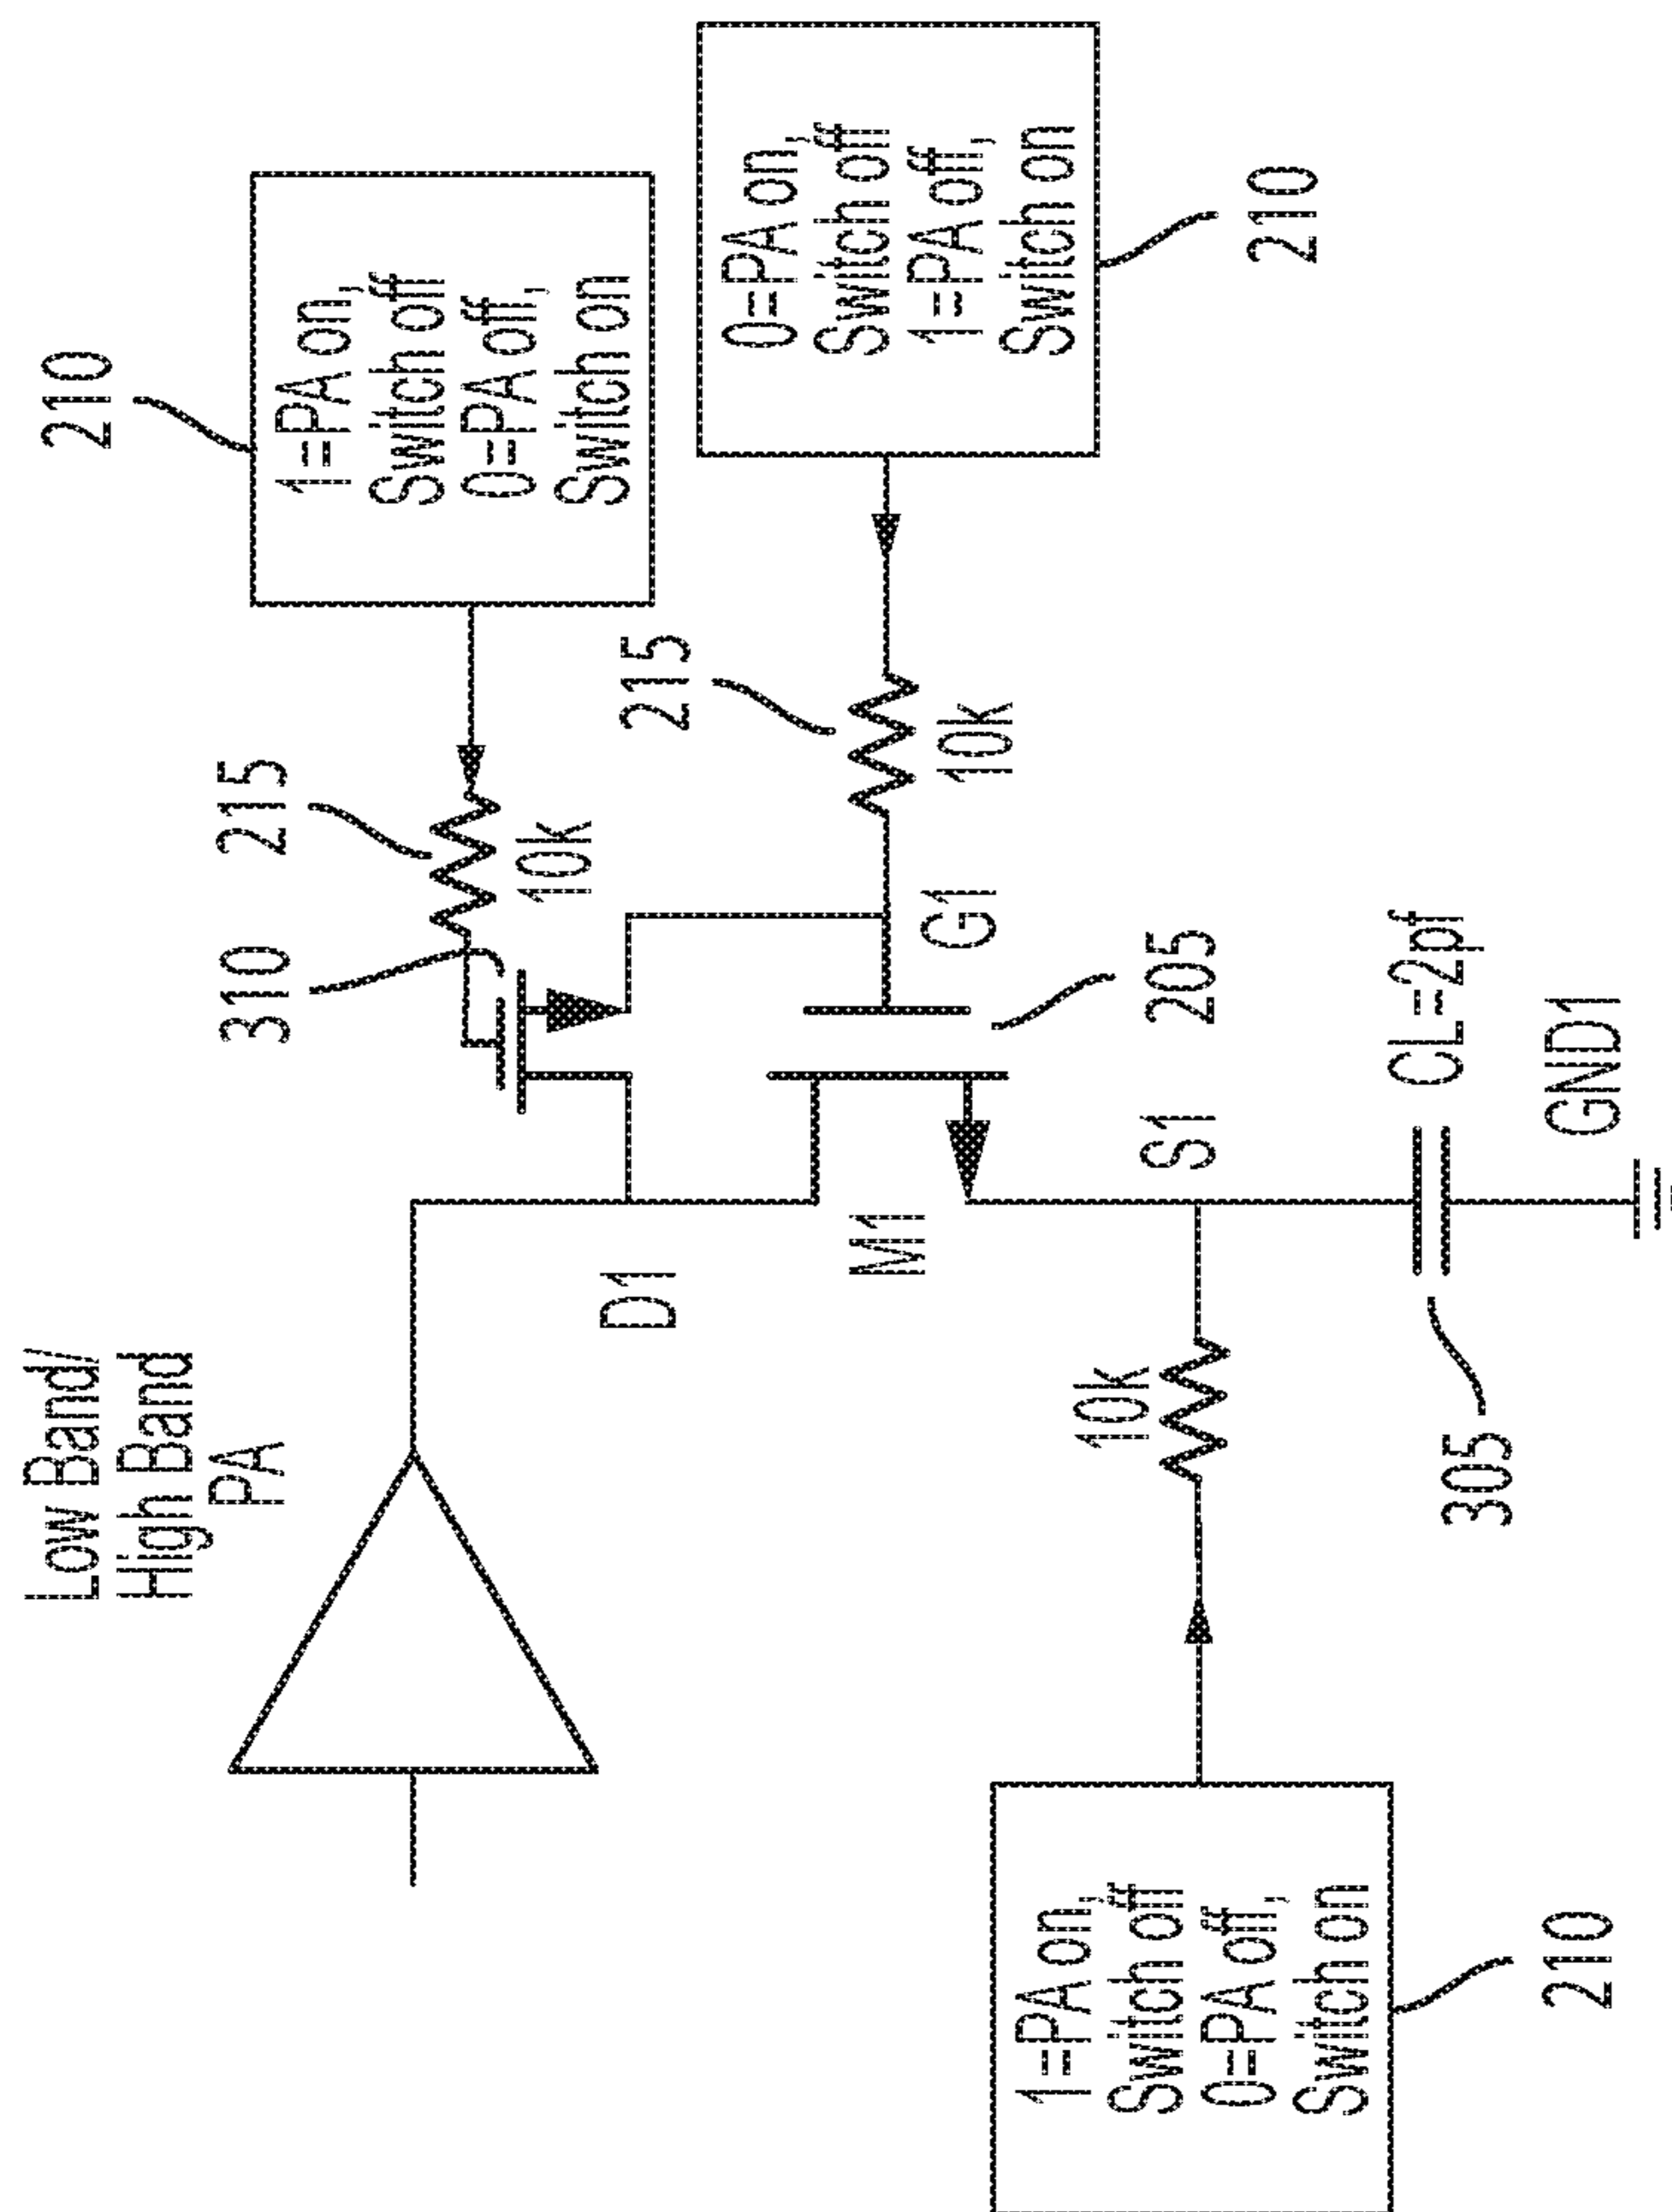 Low Band/
High Band
PA
210
1=PA on,
Switch off
0=PA off,
Switch on
215
10k
310
215
10k
0=PA on,
Switch off
1=PA off,
Switch on
210
D1
M1
G1
205
S1
10k
CL=2pf
305
GND1
1=PA on,
Switch off
0=PA off,
Switch on
210